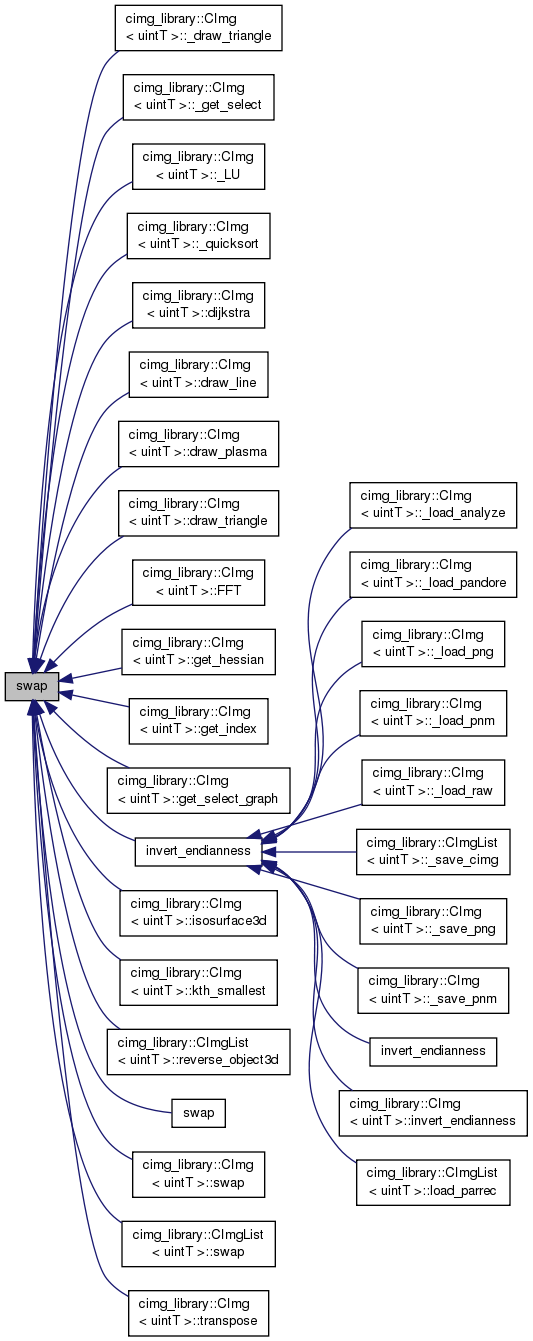 swap
cimg_library::CImg
< uintT >::_draw_triangle
cimg_library::CImg
< uintT >::_get_select
cimg_library::CImg
< uintT >::_LU
cimg_library::CImg
< uintT >::_quicksort
cimg_library::CImg
< uintT >::dijkstra
cimg_library::CImg
< uintT >::draw_line
cimg_library::CImg
< uintT >::draw_plasma
cimg_library::CImg
< uintT >::draw_triangle
cimg_library::CImg
< uintT >::FFT
cimg_library::CImg
< uintT >::get_hessian
cimg_library::CImg
< uintT >::get_index
cimg_library::CImg
< uintT >::get_select_graph
invert_endianness
cimg_library::CImg
< uintT >::isosurface3d
cimg_library::CImg
< uintT >::kth_smallest
cimg_library::CImgList
< uintT >::reverse_object3d
swap
cimg_library::CImg
< uintT >::swap
cimg_library::CImgList
< uintT >::swap
cimg_library::CImg
< uintT >::transpose
cimg_library::CImg
< uintT >::_load_analyze
cimg_library::CImg
< uintT >::_load_pandore
cimg_library::CImg
< uintT >::_load_png
cimg_library::CImg
< uintT >::_load_pnm
cimg_library::CImg
< uintT >::_load_raw
cimg_library::CImgList
< uintT >::_save_cimg
cimg_library::CImg
< uintT >::_save_png
cimg_library::CImg
< uintT >::_save_pnm
invert_endianness
cimg_library::CImg
< uintT >::invert_endianness
cimg_library::CImgList
< uintT >::load_parrec